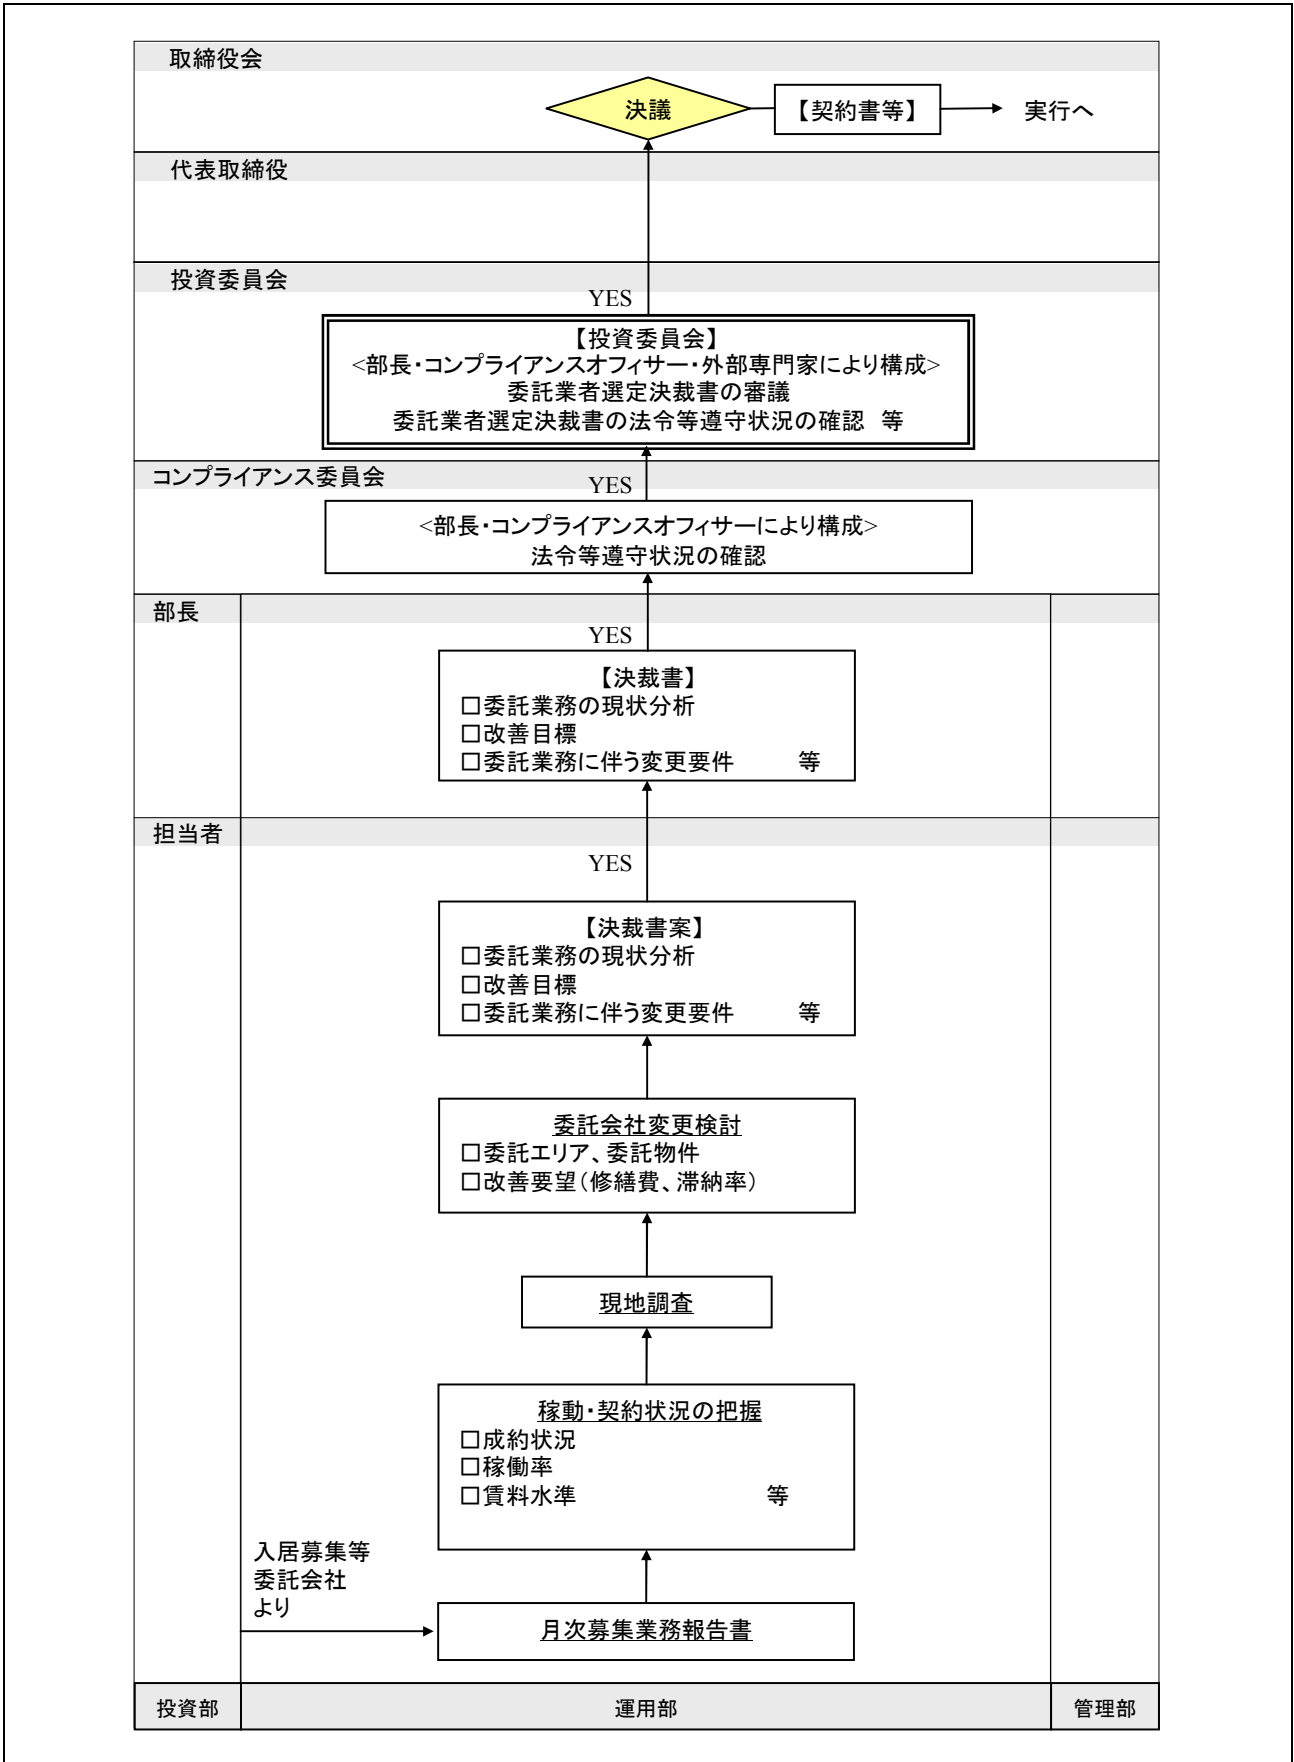 取締役会
決議
【契約書等】
実行へ
代表取締役
投資委員会
YES
【投資委員会】
<部長・コンプライアンスオフィサー・外部専門家により構成>
委託業者選定決裁書の審議
委託業者選定決裁書の法令等遵守状況の確認 等
コンプライアンス委員会
YES
<部長・コンプライアンスオフィサーにより構成>
法令等遵守状況の確認
部長
YES
【決裁書】
□委託業務の現状分析
□改善目標
□委託業務に伴う変更要件 等
担当者
YES
【決裁書案】
□委託業務の現状分析
□改善目標
□委託業務に伴う変更要件 等
委託会社変更検討
□委託エリア、委託物件
□改善要望(修繕費、滞納率)
現地調査
稼動・契約状況の把握
□成約状況
□稼働率
□賃料水準 等
入居募集等
委託会社
より
月次募集業務報告書
投資部
運用部
管理部